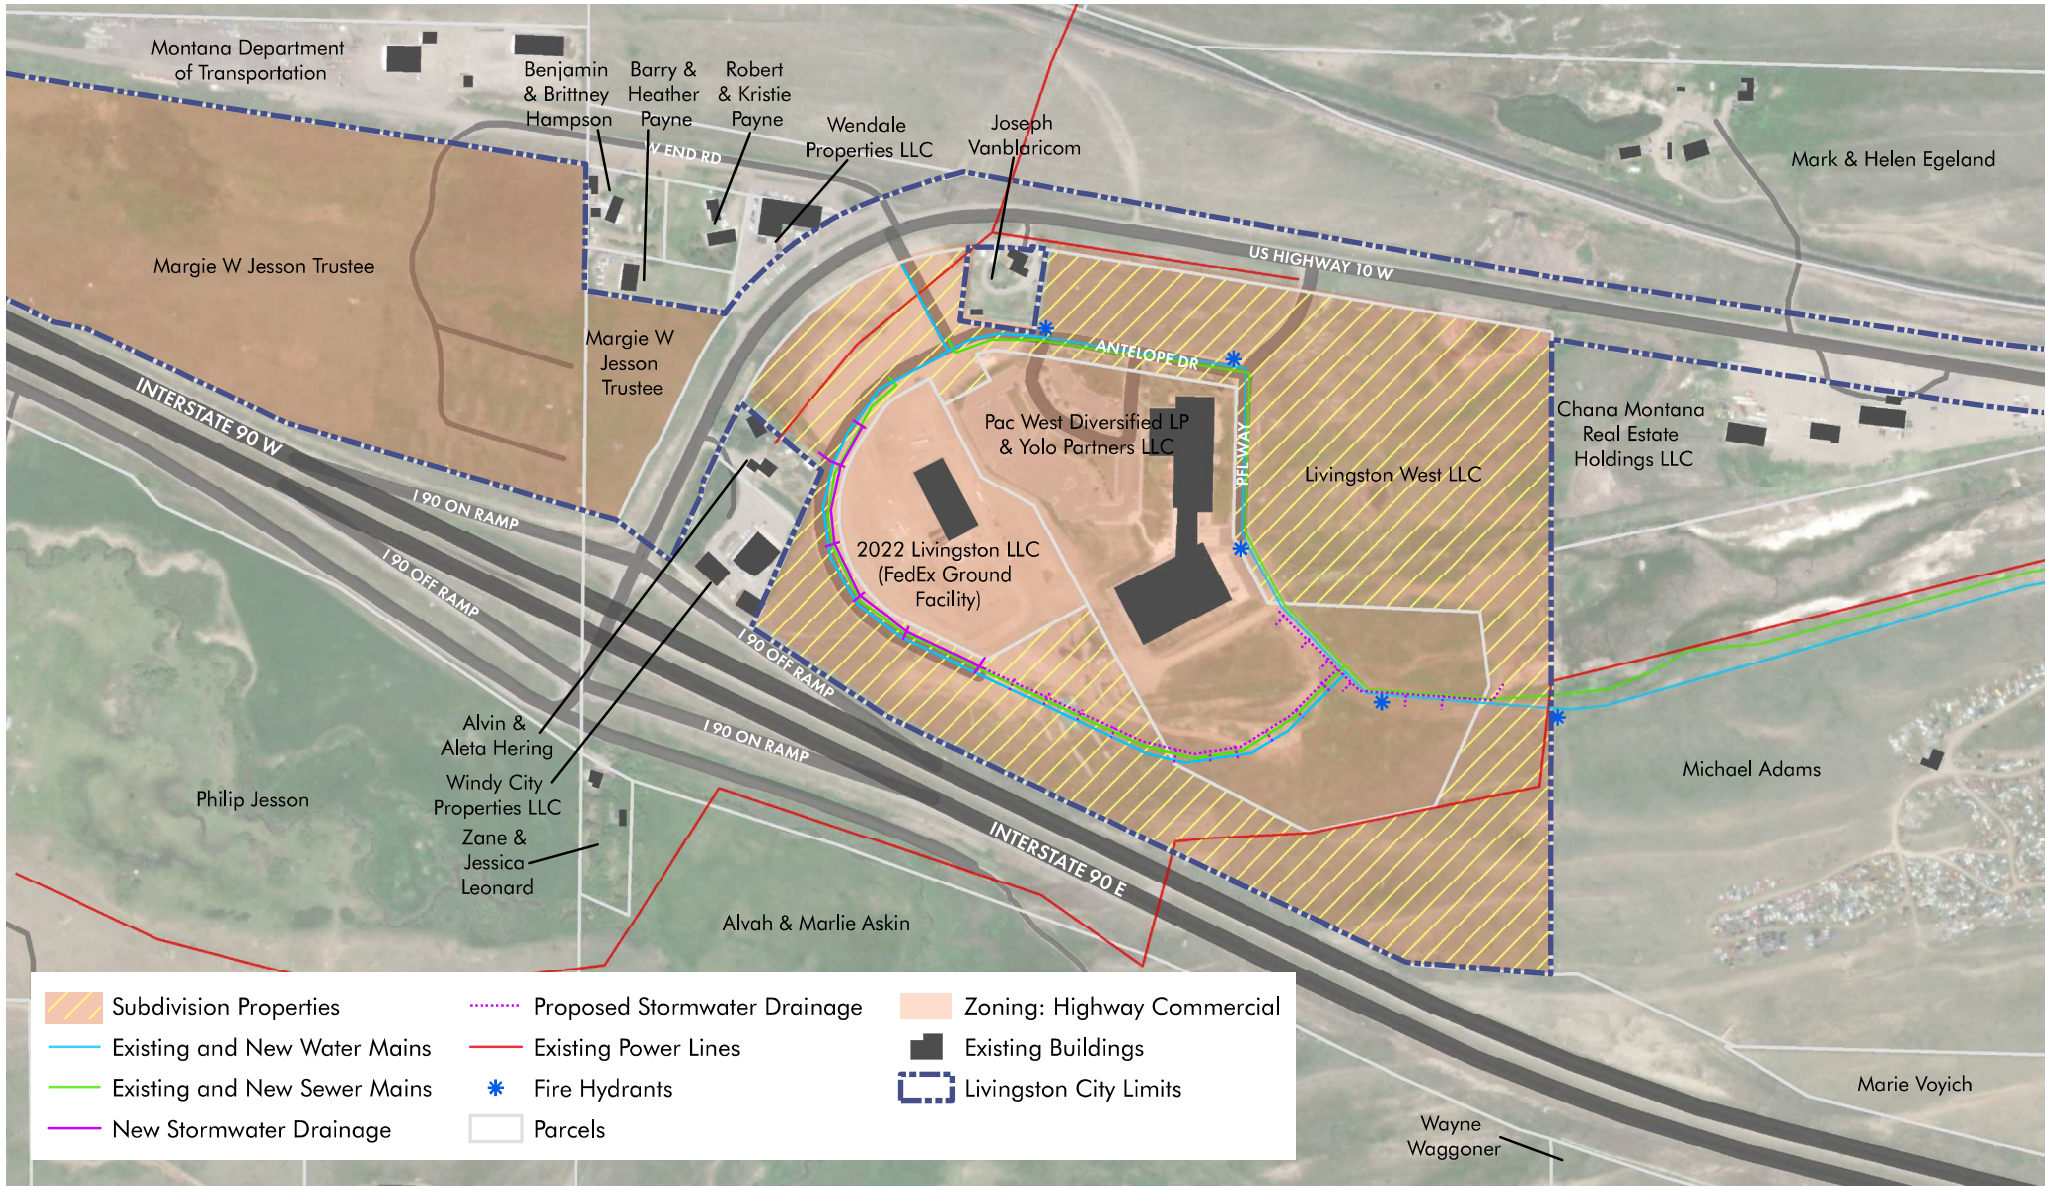 Montana Department
of Transportation
Benjamin
& Brittney
Hampson
Barry &
Heather
Payne
Robert
& Kristie
Payne
Wendale
Properties LLC
Joseph
Vanblaricom
Mark & Helen Egeland
W END RD
US HIGHWAY 10 W
Margie W Jesson Trustee
Margie W
Jesson
Trustee
ANTELOPE DR
INTERSTATE 90 W
Pac West Diversified LP
& Yolo Partners LLC
PFL WAY
Livingston West LLC
Chana Montana
Real Estate
Holdings LLC
I 90 ON RAMP
I 90 OFF RAMP
2022 Livingston LLC
(FedEx Ground
Facility)
I 90 OFF RAMP
I 90 ON RAMP
Alvin &
Aleta Hering
Windy City
Properties LLC
Zane &
Jessica
Leonard
Philip Jesson
Michael Adams
INTERSTATE 90 E
Alvah & Marlie Askin
Marie Voyich
Wayne
Waggoner
Subdivision Properties
Existing and New Water Mains
Existing and New Sewer Mains
New Stormwater Drainage
Proposed Stormwater Drainage
Existing Power Lines
Fire Hydrants
Parcels
Zoning: Highway Commercial
Existing Buildings
Livingston City Limits